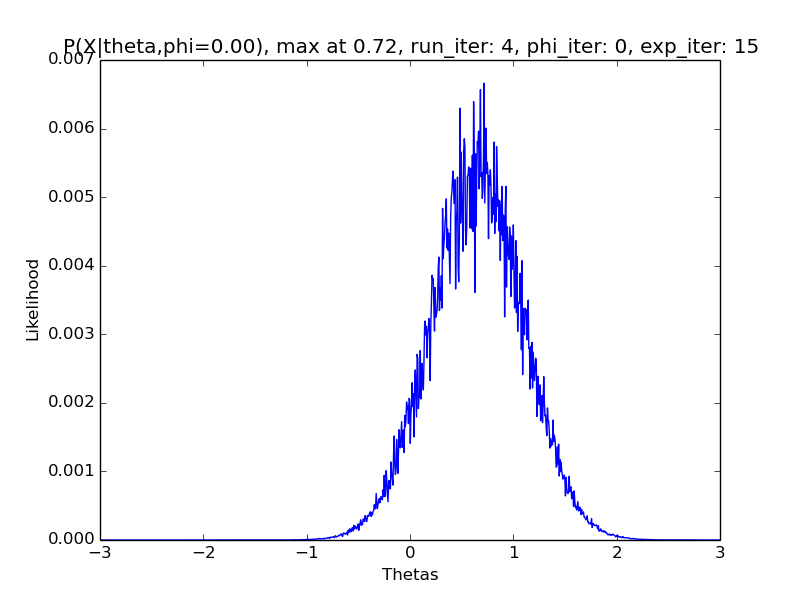 P(X|theta,phi=0.00), max at 0.72, run_iter: 4, phi_iter: 0, exp_iter: 15
0.007
0.006
0.005
0.004
0.003
0.002
0.001
0.000
Likelihood
−3 −2 −1 0 1 2 3
Thetas